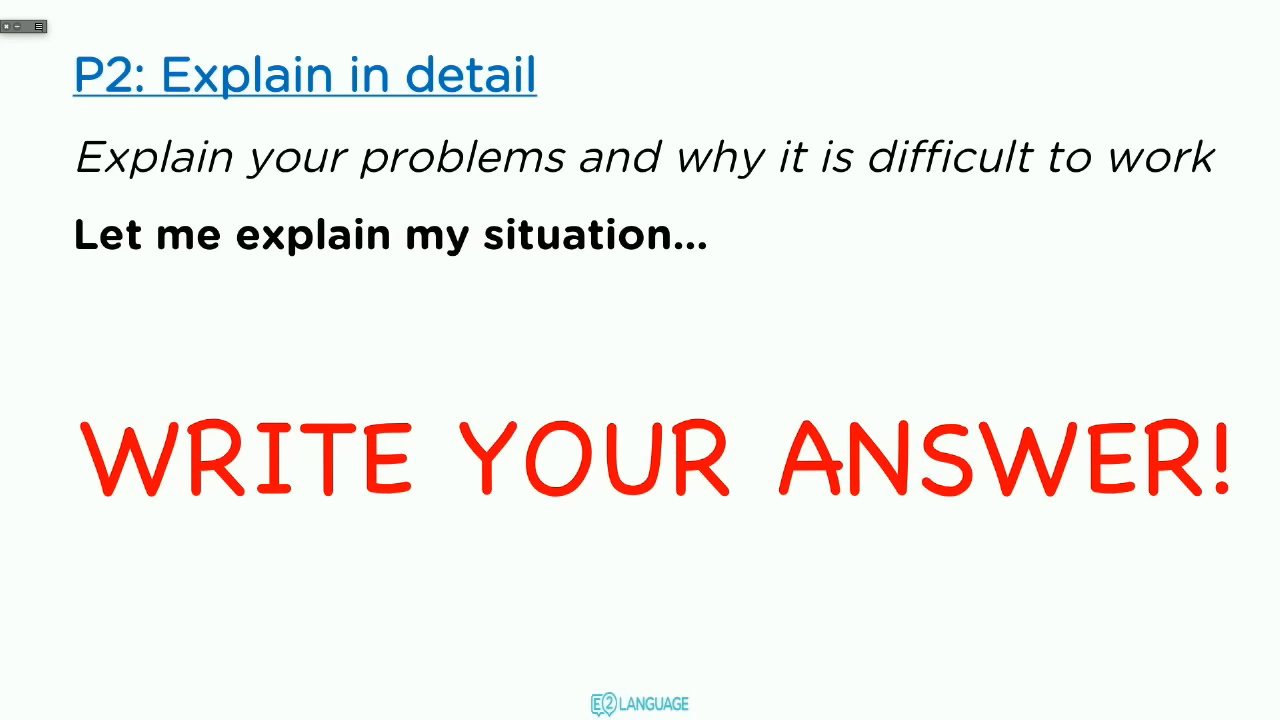 P2: Explain in detail
Explain your problems and why it is difficult to work
Let me explain my situation...
WRITE YOUR ANSWER!
E2 LANGUAGE